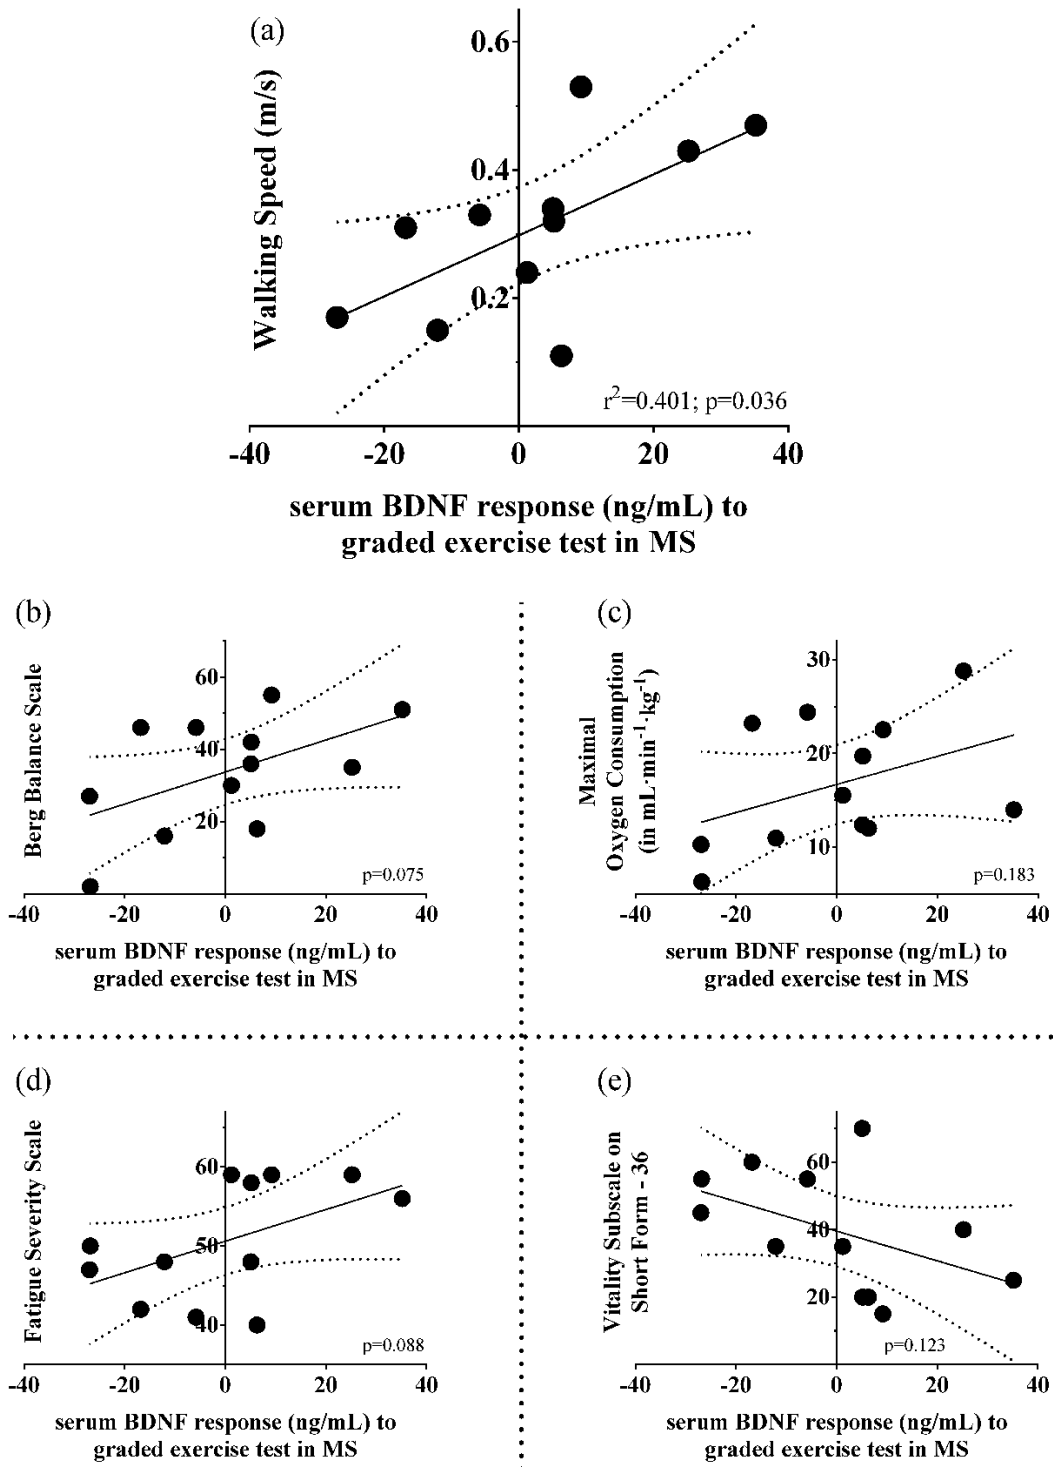 (a)
Walking Speed (m/s)
0.6
0.4
0.2
r²=0.401; p=0.036
-40 -20 0 20 40
serum BDNF response (ng/mL) to
graded exercise test in MS
(b)
Berg Balance Scale
60
40
20
p=0.075
-40 -20 0 20 40
serum BDNF response (ng/mL) to
graded exercise test in MS
(c)
Maximal
Oxygen Consumption
(in mL·min⁻¹·kg⁻¹)
30
20
10
p=0.183
-40 -20 0 20 40
serum BDNF response (ng/mL) to
graded exercise test in MS
(d)
Fatigue Severity Scale
60
50
40
p=0.088
-40 -20 0 20 40
serum BDNF response (ng/mL) to
graded exercise test in MS
(e)
Vitality Subscale on
Short Form - 36
60
40
20
p=0.123
-40 -20 0 20 40
serum BDNF response (ng/mL) to
graded exercise test in MS